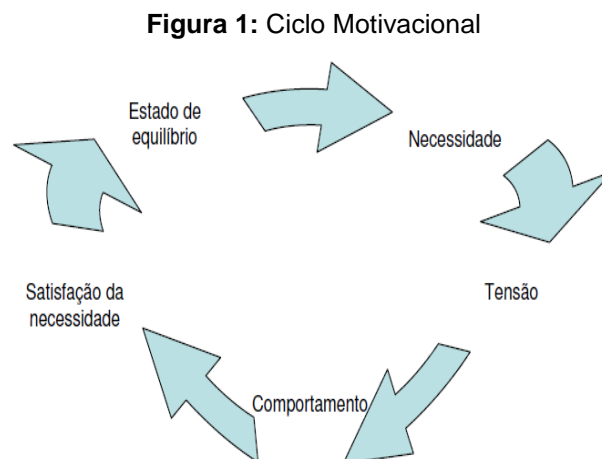 Figura 1: Ciclo Motivacional
Estado de
equilíbrio
Necessidade
Tensão
Comportamento
Satisfação da
necessidade